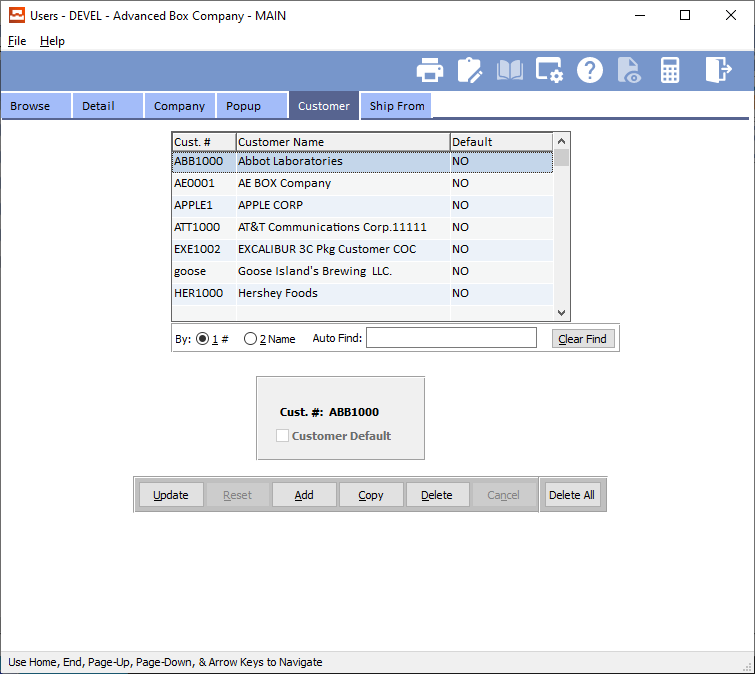 Users - DEVEL - Advanced Box Company - MAIN
File Help
Browse Detail Company Popup Customer Ship From
Cust. # Customer Name Default
ABB1000 Abbot Laboratories NO
AE0001 AE BOX Company NO
APPLE1 APPLE CORP NO
ATT1000 AT&T Communications Corp.11111 NO
EXE1002 EXCALIBUR 3C Pkg Customer COC NO
goose Goose Island's Brewing  LLC. NO
HER1000 Hershey Foods NO
By: 1 # 2 Name Auto Find: Clear Find
Cust. #: ABB1000
Customer Default
Update Reset Add Copy Delete Cancel Delete All
Use Home, End, Page-Up, Page-Down, & Arrow Keys to Navigate